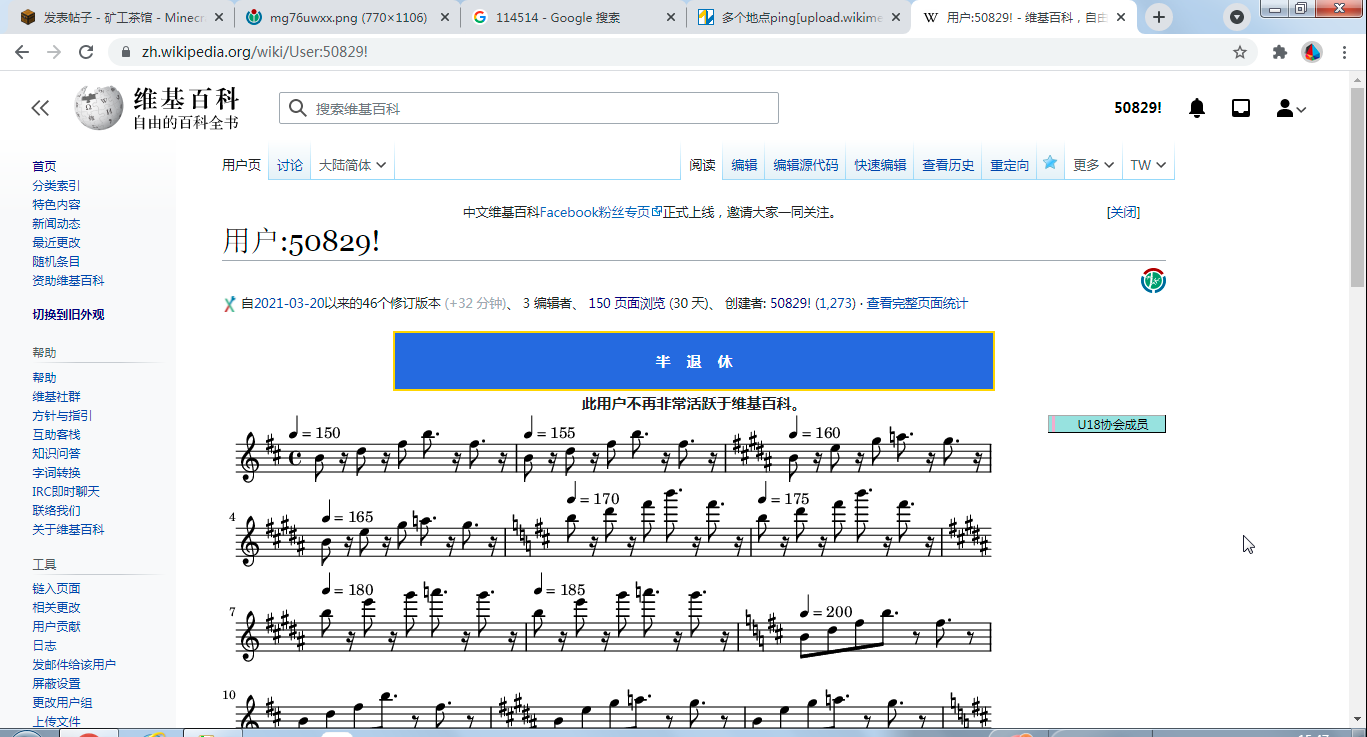 发表帖子 - 矿工茶馆 - Minecr
mg76uwxx.png (770×1106)
114514 - Google 搜索
多个地点ping[upload.wikime
用户:50829! - 维基百科，自由
zh.wikipedia.org/wiki/User:50829!
维基百科
自由的百科全书
搜索维基百科
50829!
用户页 讨论 大陆简体 阅读 编辑 编辑源代码 快速编辑 查看历史 重定向 更多 TW
首页
分类索引
特色内容
新闻动态
最近更改
随机条目
资助维基百科
切换到旧外观
帮助
帮助
维基社群
方针与指引
互助客栈
知识问答
字词转换
IRC即时聊天
联络我们
关于维基百科
工具
链入页面
相关更改
用户贡献
日志
发邮件给该用户
屏蔽设置
更改用户组
上传文件
中文维基百科Facebook粉丝专页正式上线，邀请大家一同关注。 [关闭]
用户:50829!
自2021-03-20以来的46个修订版本 (+32 分钟)、 3 编辑者、 150 页面浏览 (30 天)、 创建者: 50829! (1,273) · 查看完整页面统计
半 退 休
此用户不再非常活跃于维基百科。
U18协会成员
= 150 = 155 = 160
4 = 165 = 170 = 175
7 = 180 = 185 = 200
10